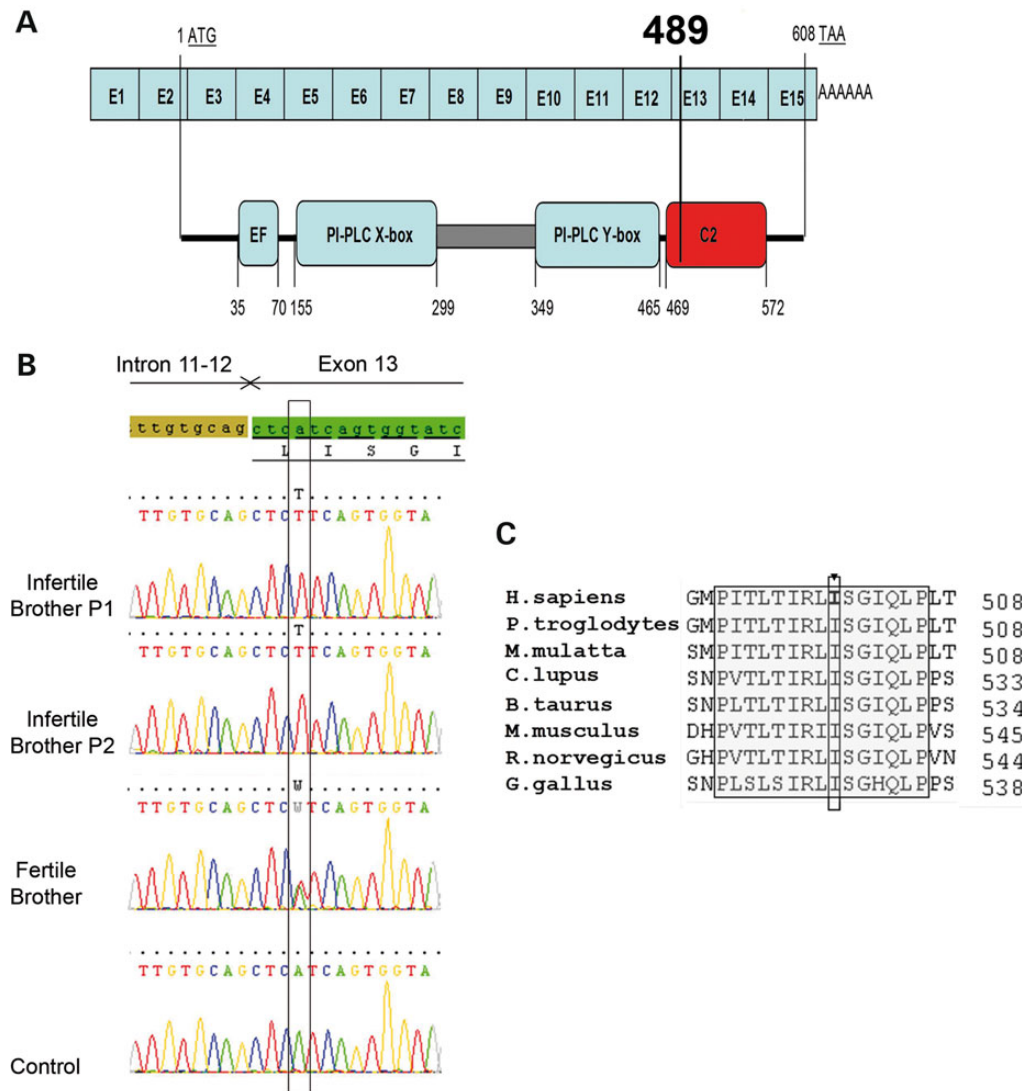 A
1 ATG
489
608 TAA
E1 E2 E3 E4 E5 E6 E7 E8 E9 E10 E11 E12 E13 E14 E15 AAAAAA
EF PI-PLC X-box PI-PLC Y-box C2
35 70 155 299 349 465 469 572
B
Intron 11-12 Exon 13
ttgtgcag ctcatcagtggtatc
L I S G I
T
TTGTGCAGCTCTTCAGTGGTA
Infertile
Brother P1
T
TTGTGCAGCTCTTCAGTGGTA
Infertile
Brother P2
W
TTGTGCAGCTCWTCAGTGGTA
Fertile
Brother
TTGTGCAGCTCATCAGTGGTA
Control
C
H.sapiens GMPITLTIRLISGIQLPLT 508
P.troglodytes GMPITLTIRLISGIQLPLT 508
M.mulatta SMPITLTIRLISGIQLPLT 508
C.lupus SNPVTLTIRLISGIQLPPS 533
B.taurus SNPLTLTIRLISGIQLPPS 534
M.musculus DHPVTLTIRIISGIQLPVS 545
R.norvegicus GHPVTLTIRLISGIQLPVN 544
G.gallus SNPLSLSIRLISGHQLPPS 538